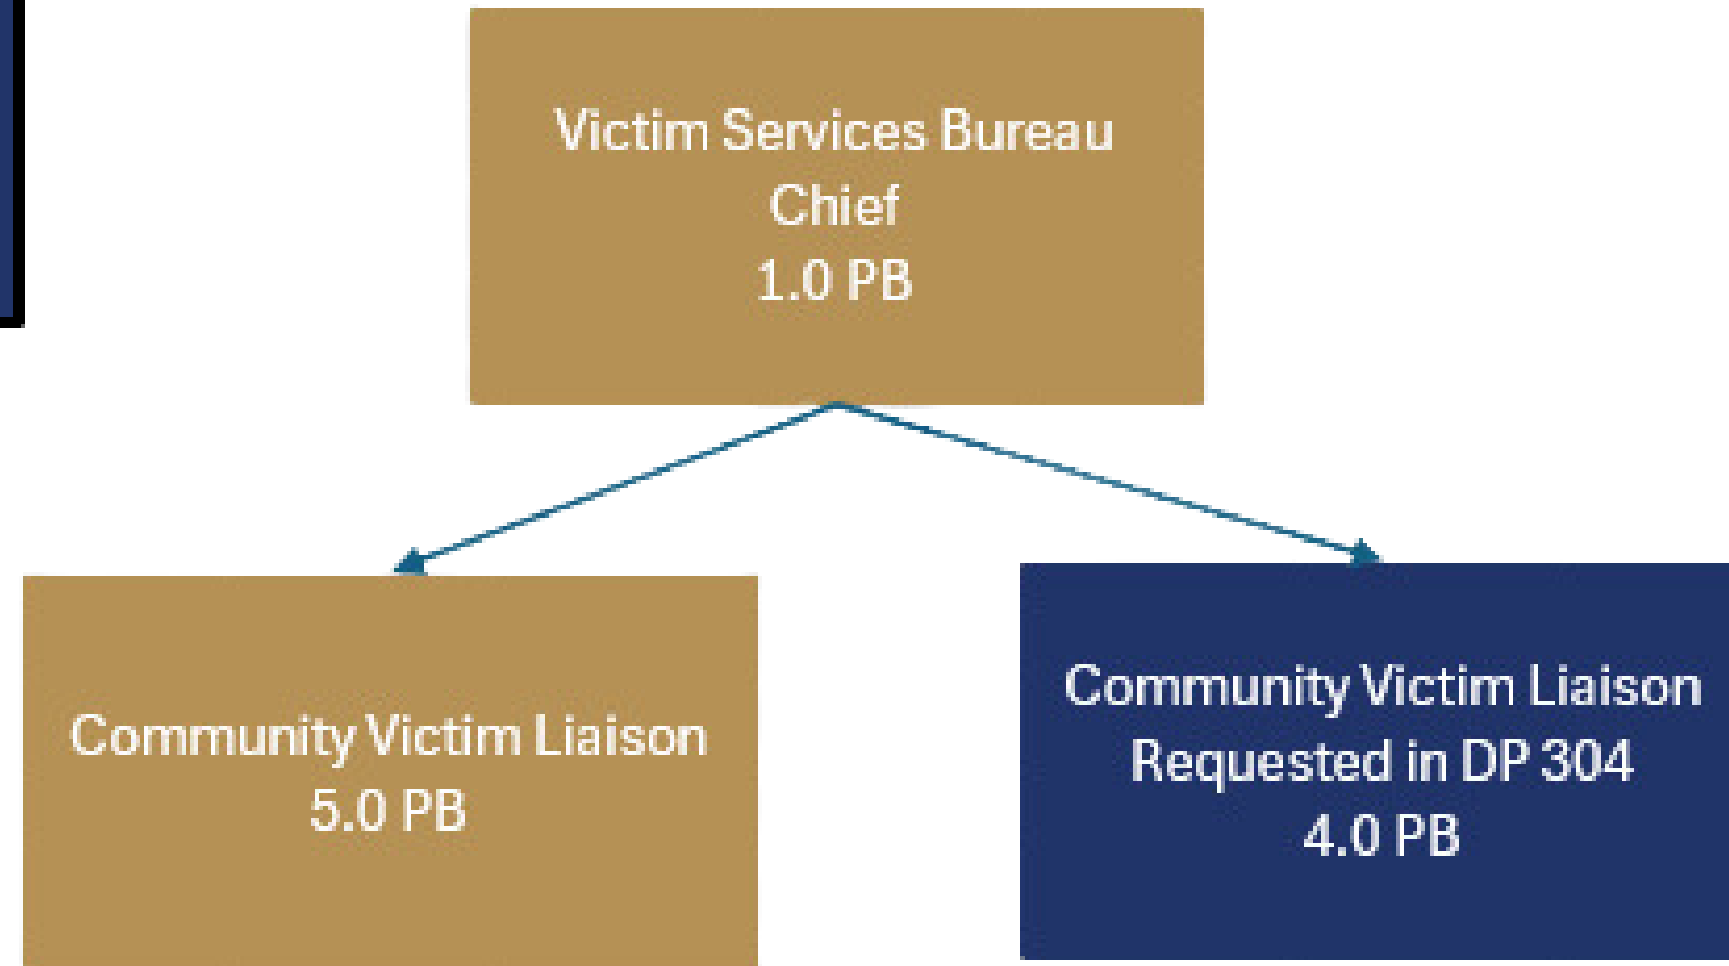 Victim Services Bureau
Chief
1.0 PB
Community Victim Liaison
5.0 PB
Community Victim Liaison
Requested in DP 304
4.0 PB